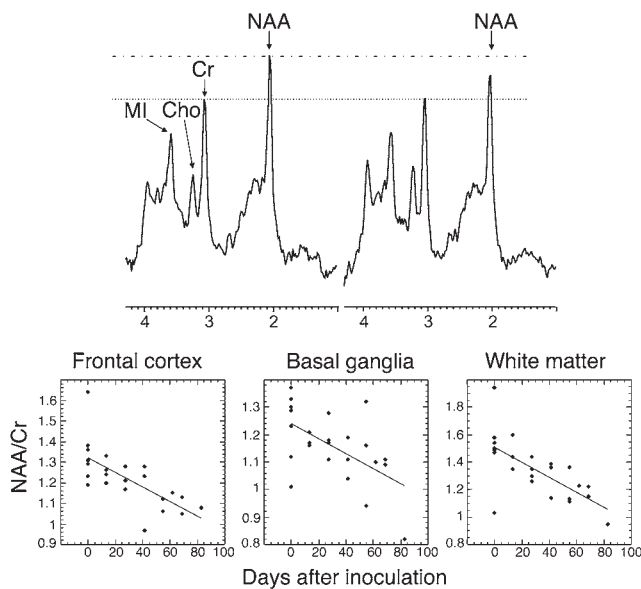 NAA NAA
Cr
MI Cho
4 3 2 4 3 2
Frontal cortex Basal ganglia White matter
NAA/Cr
1.6
1.5
1.4
1.3
1.2
1.1
1
0.9
1.3
1.2
1.1
1
0.9
0.8
1.8
1.6
1.4
1.2
1
0.8
0 20 40 60 80 100 0 20 40 60 80 100 0 20 40 60 80 100
Days after inoculation